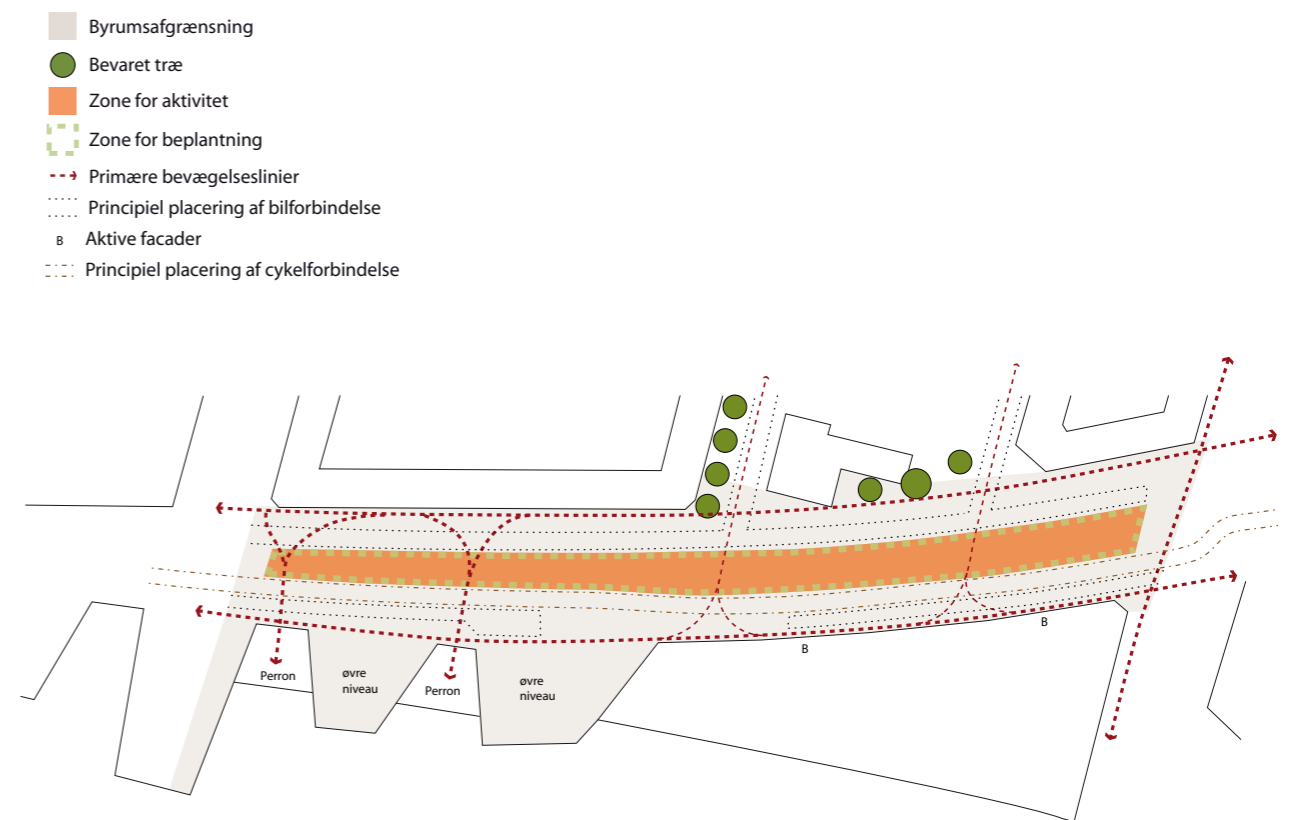 Byrumsafgrænsning
Bevaret træ
Zone for aktivitet
Zone for beplantning
Primære bevægelseslinier
Principiel placering af bilforbindelse
B Aktive facader
Principiel placering af cykelforbindelse
B
B
Perron
øvre
niveau
Perron
øvre
niveau